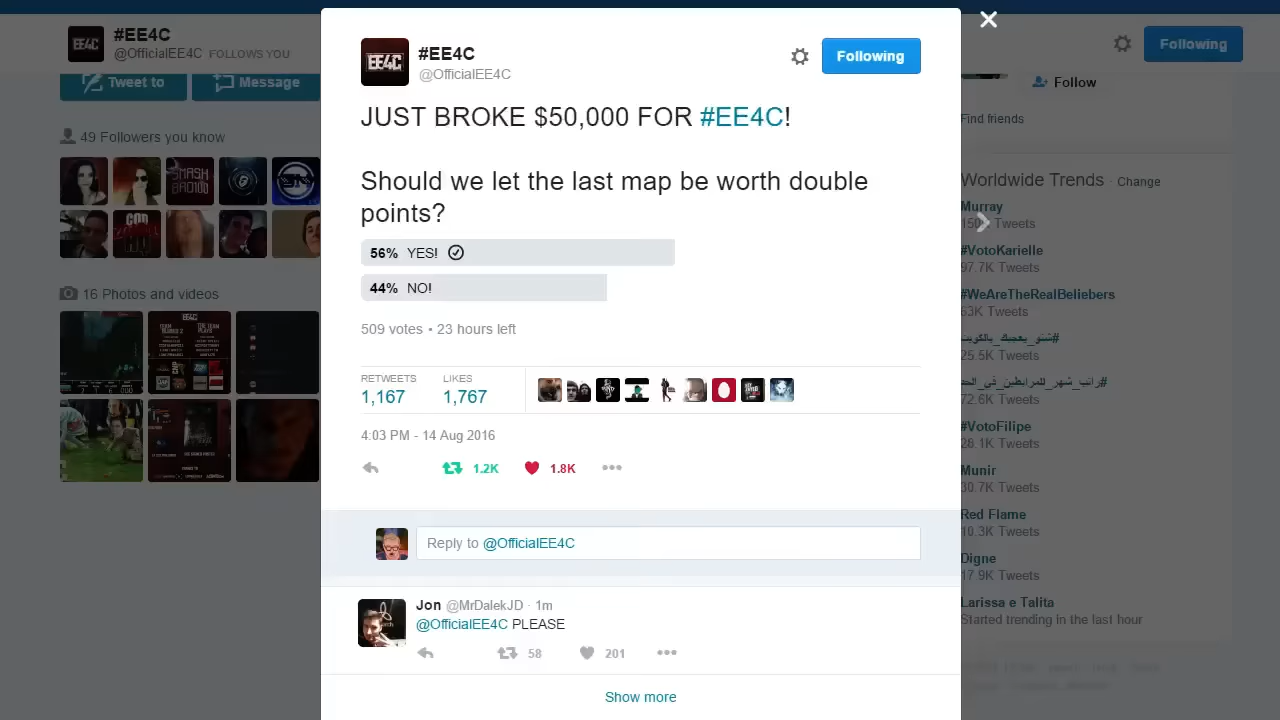 #EE4C
@OfficialEE4C FOLLOWS YOU
Tweet to
Message
49 Followers you know
16 Photos and videos
EE4C
#EE4C
@OfficialEE4C
Following
JUST BROKE $50,000 FOR #EE4C!
Should we let the last map be worth double
points?
56% YES!
44% NO!
509 votes • 23 hours left
RETWEETS
1,167
LIKES
1,767
4:03 PM - 14 Aug 2016
1.2K
1.8K
Reply to @OfficialEE4C
Jon @MrDalekJD · 1m
@OfficialEE4C PLEASE
58
201
Show more
Following
Follow
Find friends
Worldwide Trends · Change
Murray
Tweets
#VotoKarielle
97.7K Tweets
#WeAreTheRealBeliebers
63K Tweets
25.5K Tweets
72.6K Tweets
#VotoFilipe
28.1K Tweets
Munir
30.7K Tweets
Red Flame
10.3K Tweets
Digne
17.9K Tweets
Larissa e Talita
Started trending in the last hour